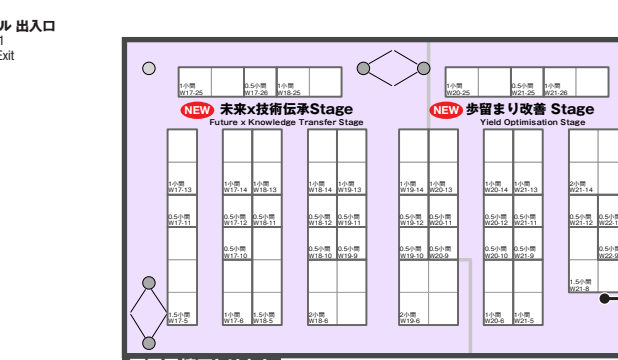 ル 出入口
1
Exit
1小間 0.5小間 1小間
W17-25 W17-26 W18-25
1小間 0.5小間 1小間
W20-25 W21-25 W21-26
NEW 未来x技術伝承Stage
Future x Knowledge Transfer Stage
NEW 歩留まり改善 Stage
Yield Optimisation Stage
1小間 1小間 1小間 1小間 1小間 1小間 1小間 1小間 1小間 2小間
W17-13 W17-14 W18-13 W18-14 W19-13 W19-14 W20-13 W20-14 W21-13 W21-14
0.5小間 0.5小間 0.5小間 0.5小間 0.5小間 0.5小間 0.5小間 0.5小間 0.5小間 0.5小間 0.5小間
W17-11 W17-12 W18-11 W18-12 W19-11 W19-12 W20-11 W20-12 W21-11 W21-12 W22-1
0.5小間 0.5小間 0.5小間 0.5小間 0.5小間 0.5小間 0.5小間 0.5小間
W17-10 W18-10 W19-9 W19-10 W20-9 W20-10 W21-9 W22-9
1.5小間
W21-8
1.5小間 1小間 1.5小間 2小間 2小間 1小間 1小間
W17-5 W17-6 W18-5 W18-6 W19-6 W20-6 W21-5